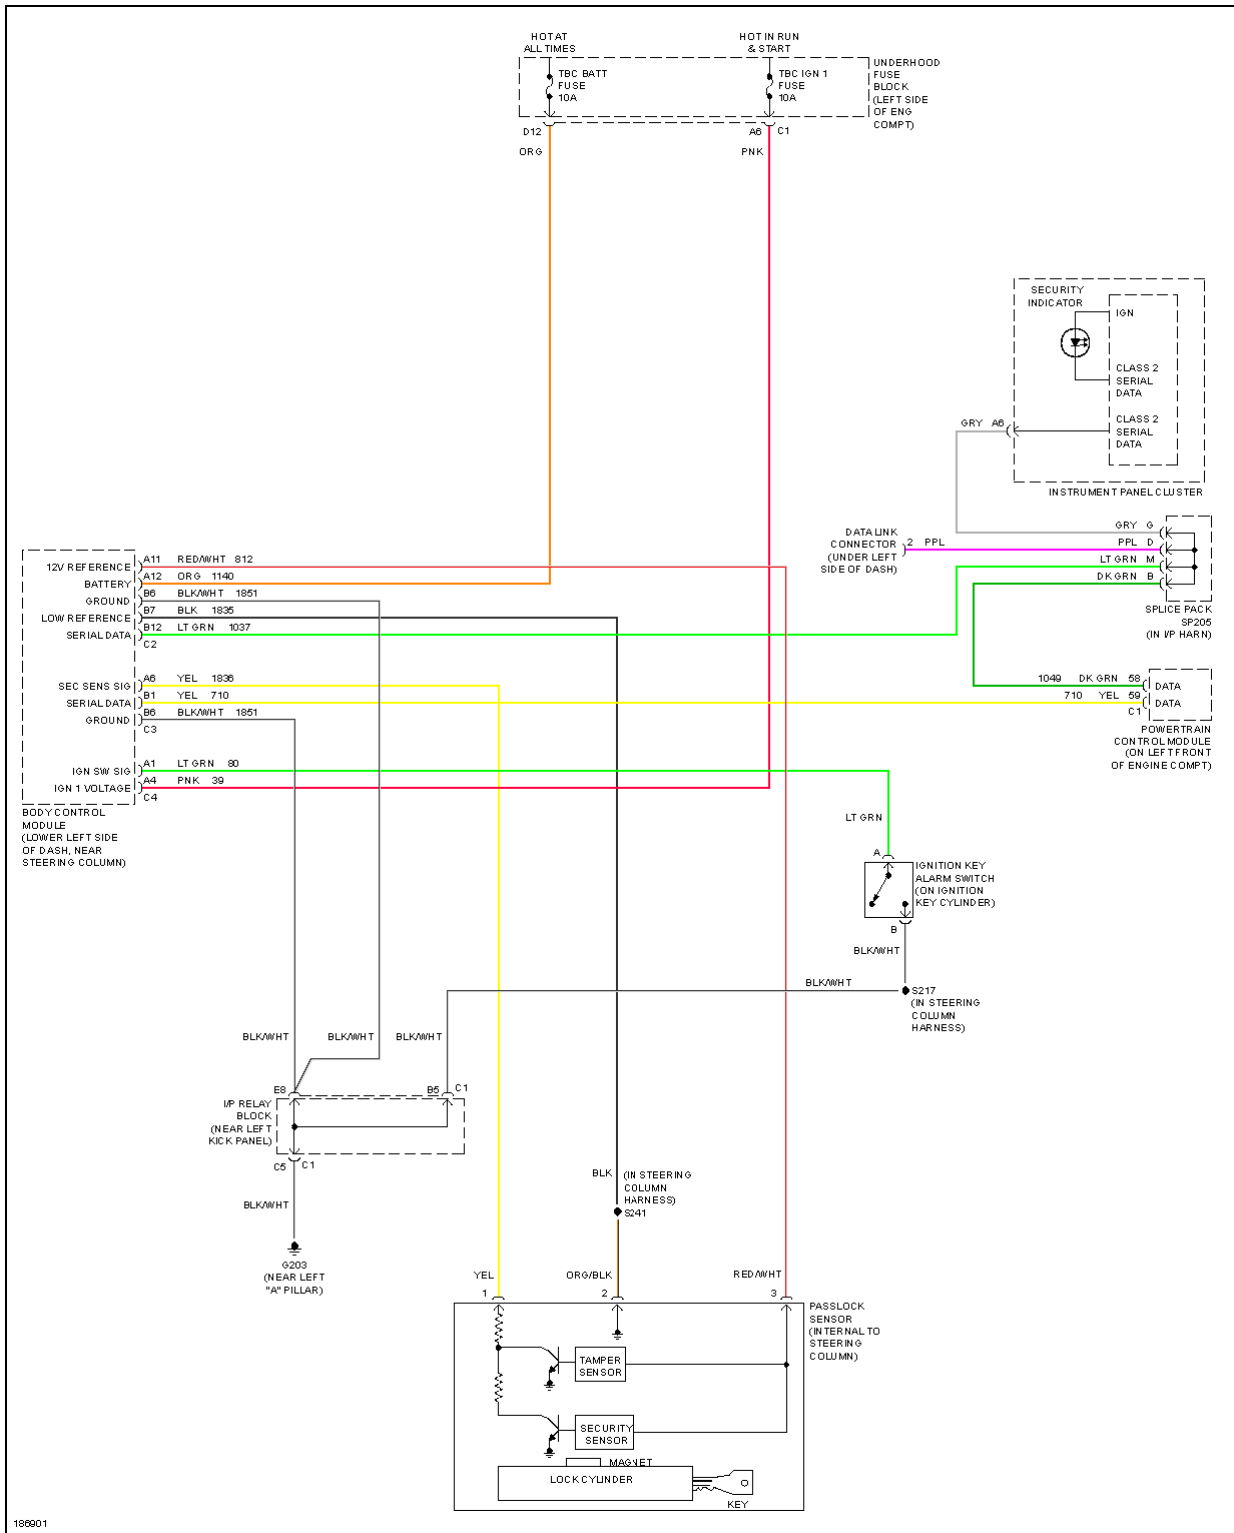 HOT AT
ALL TIMES
HOT IN RUN
& START
TBC BATT
FUSE
10A
TBC IGN 1
FUSE
10A
UNDERHOOD
FUSE
BLOCK
(LEFT SIDE
OF ENG
COMPT)
D12
A6
C1
ORG
PNK
SECURITY
INDICATOR
IGN
CLASS 2
SERIAL
DATA
CLASS 2
SERIAL
DATA
GRY A6
INSTRUMENT PANEL CLUSTER
DATA LINK
CONNECTOR
(UNDER LEFT
SIDE OF DASH)
2 PPL
GRY G
PPL D
LT GRN M
DK GRN B
SPLICE PACK
SP205
(IN I/P HARN)
12V REFERENCE
A11 RED/WHT 812
BATTERY
A12 ORG 1140
GROUND
B6 BLK/WHT 1851
LOW REFERENCE
B7 BLK 1835
SERIAL DATA
B12 LT GRN 1037
C2
SEC SENS SIG
A6 YEL 1836
SERIAL DATA
B1 YEL 710
GROUND
B6 BLK/WHT 1851
C3
IGN SW SIG
A1 LT GRN 80
IGN 1 VOLTAGE
A4 PNK 39
C4
BODY CONTROL
MODULE
(LOWER LEFT SIDE
OF DASH, NEAR
STEERING COLUMN)
1049 DK GRN 58
DATA
710 YEL 59
DATA
C1
POWERTRAIN
CONTROL MODULE
(ON LEFT FRONT
OF ENGINE COMPT)
LT GRN
A
IGNITION KEY
ALARM SWITCH
(ON IGNITION
KEY CYLINDER)
B
BLK/WHT
BLK/WHT
S217
(IN STEERING
COLUMN
HARNESS)
BLK/WHT
BLK/WHT
BLK/WHT
E8
B5
C1
I/P RELAY
BLOCK
(NEAR LEFT
KICK PANEL)
C5
C1
BLK/WHT
G203
(NEAR LEFT
"A" PILLAR)
BLK
(IN STEERING
COLUMN
HARNESS)
S241
YEL
ORG/BLK
RED/WHT
1
2
3
PASSLOCK
SENSOR
(INTERNAL TO
STEERING
COLUMN)
TAMPER
SENSOR
SECURITY
SENSOR
MAGNET
LOCK CYLINDER
KEY
186901